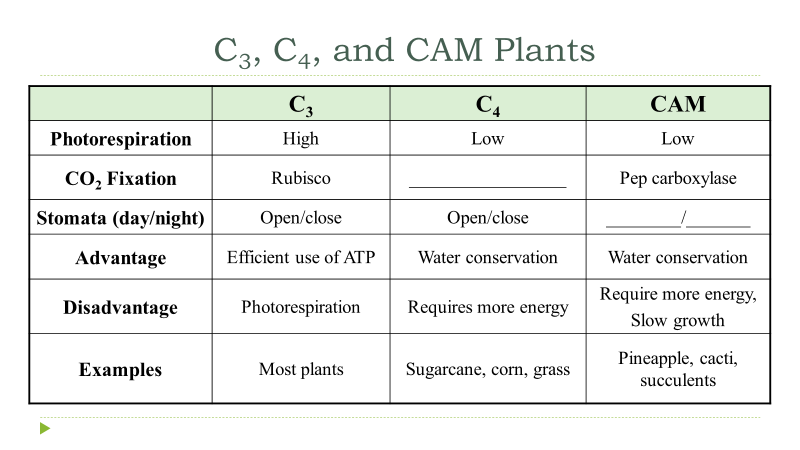 C₃, C₄, and CAM Plants
C₃ C₄ CAM
Photorespiration High Low Low
CO₂ Fixation Rubisco ________________ Pep carboxylase
Stomata (day/night) Open/close Open/close ________/_______
Advantage Efficient use of ATP Water conservation Water conservation
Disadvantage Photorespiration Requires more energy Require more energy,
Slow growth
Examples Most plants Sugarcane, corn, grass Pineapple, cacti,
succulents